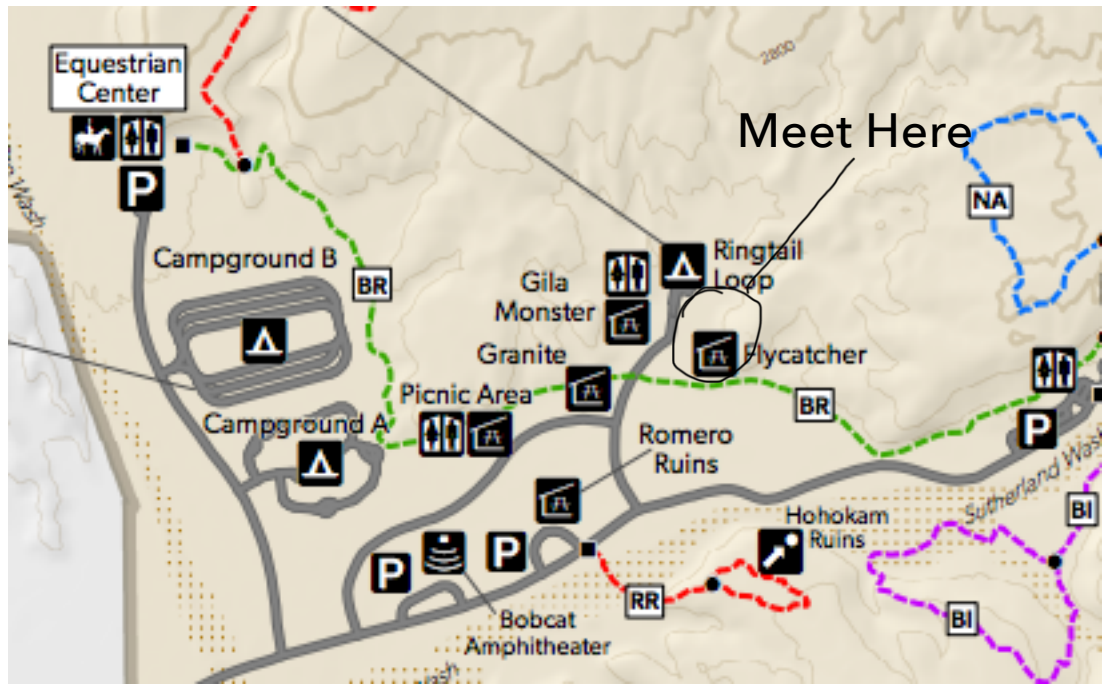 Equestrian
Center
2800
Meet Here
P
NA
Wash
Campground B
Ringtail
Loop
BR
Gila
Monster
Granite
Flycatcher
Picnic Area
BR
Campground A
P
Romero
Ruins
Sutherland Wash
BI
Hohokam
Ruins
P
P
RR
BI
Bobcat
Amphitheater